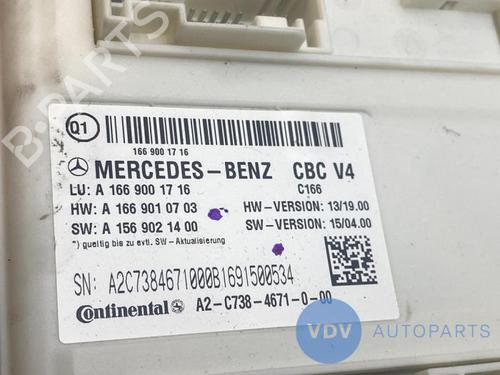 Q1
166 900 17 16
MERCEDES-BENZ CBC V4
C166
LU: A 166 900 17 16
HW: A 166 901 07 03 HW-VERSION: 13/19.00
SW: A 156 902 14 00 SW-VERSION: 15/04.00
*) gueltig bis zu evtl. SW-Aktualisierung
SN: A2C7384671000B1691500534
Continental A2-C738-4671-0-00
B-PARTS
VDV AUTOPARTS